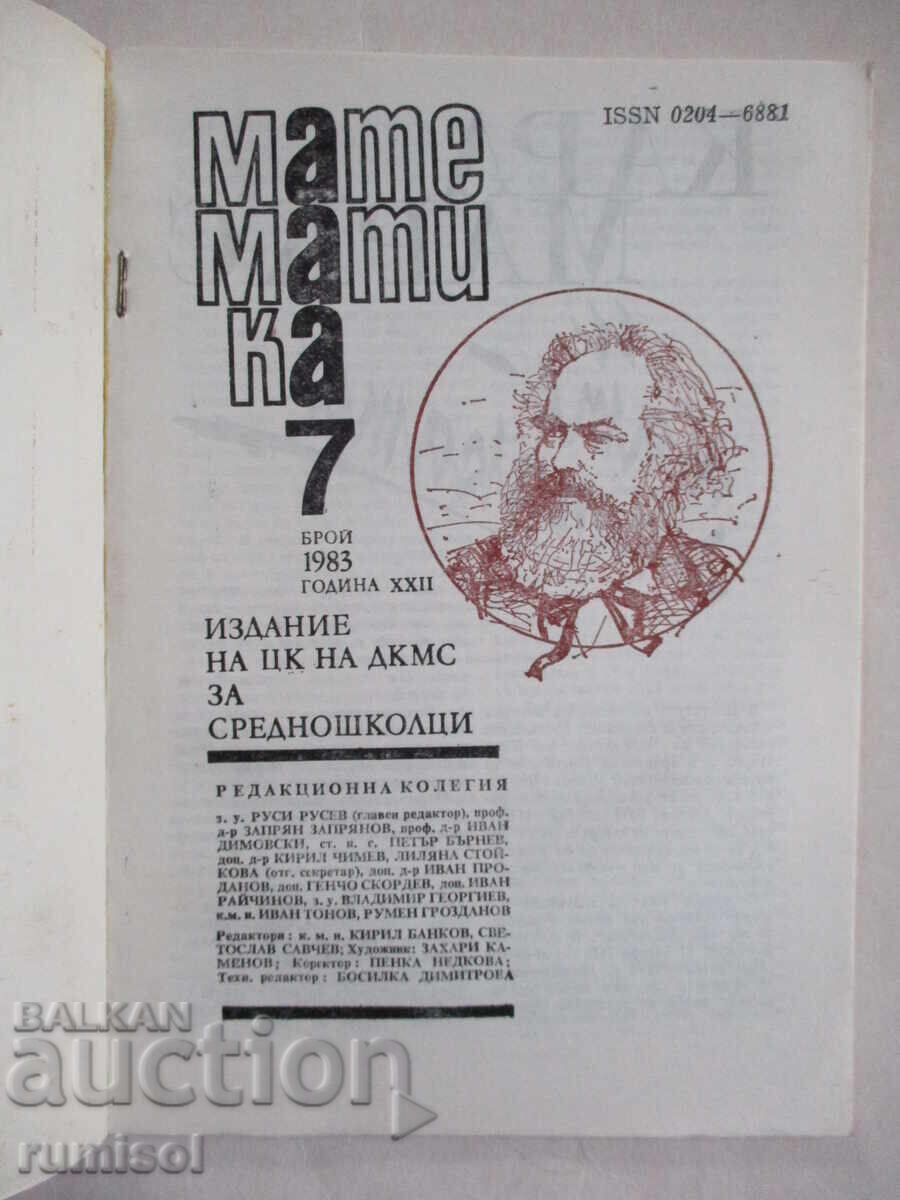 ISSN 0204—6881
мате
мати
ка
7
БРОЙ
1983
ГОДИНА XXII
ИЗДАНИЕ
НА ЦК НА ДКМС
ЗА
СРЕДНОШКОЛЦИ
РЕДАКЦИОННА КОЛЕГИЯ
з. у. РУСИ РУСЕВ (главен редактор), проф.
д-р ЗАПРЯН ЗАПРЯНОВ, проф. д-р ИВАН
ДИМОВСКИ, ст. н. с. ПЕТЪР БЪРНЕВ,
доц. д-р КИРИЛ ЧИМЕВ, ЛИЛЯНА СТОЙ-
КОВА (отг. секретар), доц. д-р ИВАН ПРО-
ДАНОВ, доц. ГЕНЧО СКОРДЕВ, доц. ИВАН
РАЙЧИНОВ, з. у. ВЛАДИМИР ГЕОРГИЕВ,
к.м. н. ИВАН ТОНОВ, РУМЕН ГРОЗДАНОВ
Редактори: к. м. н. КИРИЛ БАНКОВ, СВЕ-
ТОСЛАВ САВЧЕВ; Художник: ЗАХАРИ КА-
МЕНОВ; Коректор: ПЕНКА НЕДКОВА;
Техн. редактор: БОСИЛКА ДИМИТРОВА
BALKAN
auction
rumisol